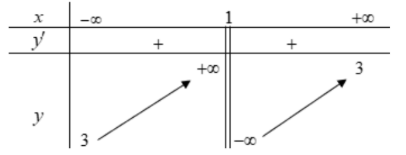 x −∞ 1 +∞
y' + +
+∞ 3
y
3 −∞